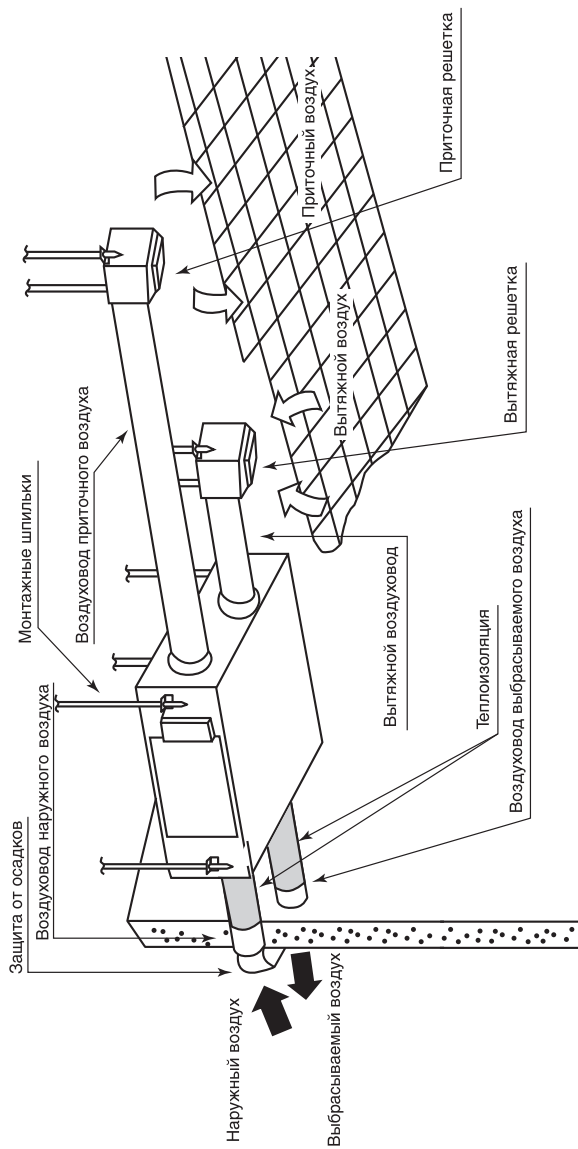 Защита от осадков
Воздуховод наружного воздуха
Монтажные шпильки
Воздуховод приточного воздуха
Наружный воздух
Выбрасываемый воздух
Вытяжной воздуховод
Вытяжной воздух
Приточный воздух
Теплоизоляция
Воздуховод выбрасываемого воздуха
Вытяжная решетка
Приточная решетка